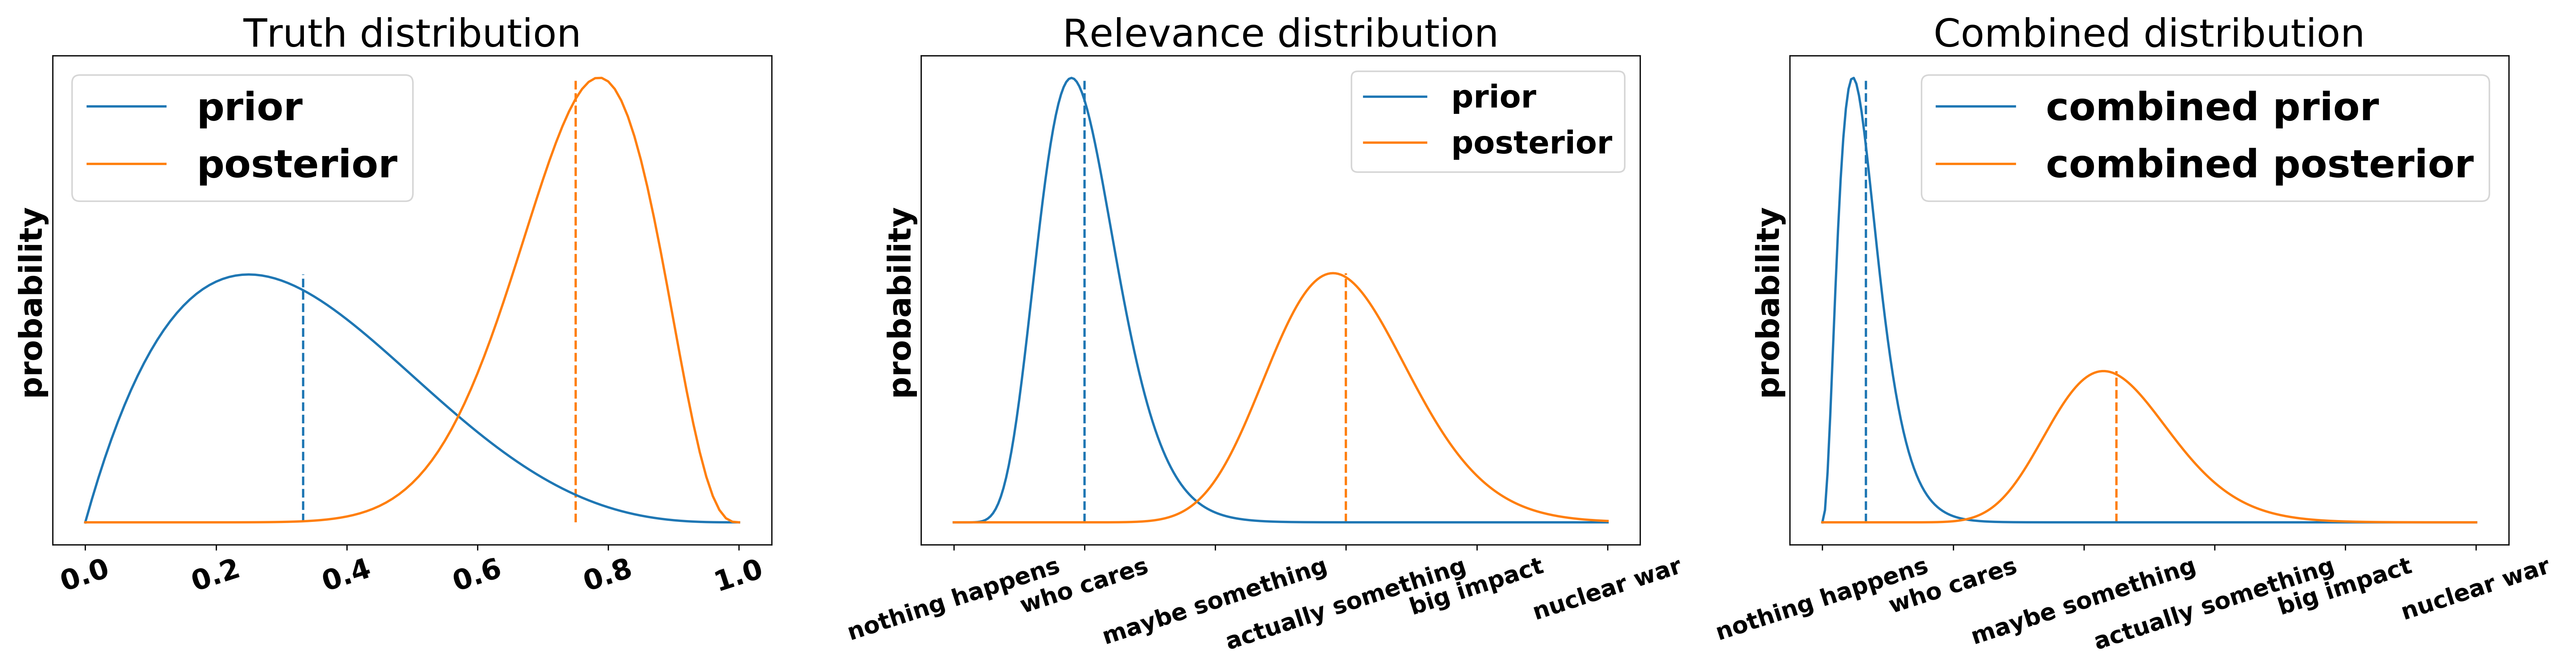 Truth distribution
prior
posterior
probability
0.0
0.2
0.4
0.6
0.8
1.0
Relevance distribution
prior
posterior
probability
nothing happens
who cares
maybe something
actually something
big impact
nuclear war
Combined distribution
combined prior
combined posterior
probability
nothing happens
who cares
maybe something
actually something
big impact
nuclear war